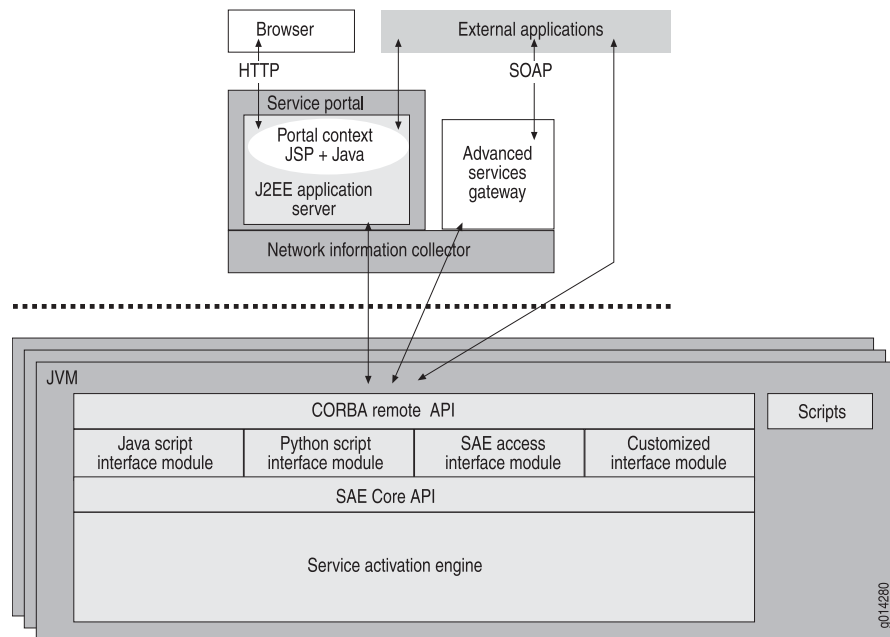 Browser
External applications
HTTP
SOAP
Service portal
Portal context
JSP + Java
J2EE application
server
Advanced
services
gateway
Network information collector
JVM
CORBA remote API
Scripts
Java script
interface module
Python script
interface module
SAE access
interface module
Customized
interface module
SAE Core API
Service activation engine
g014280